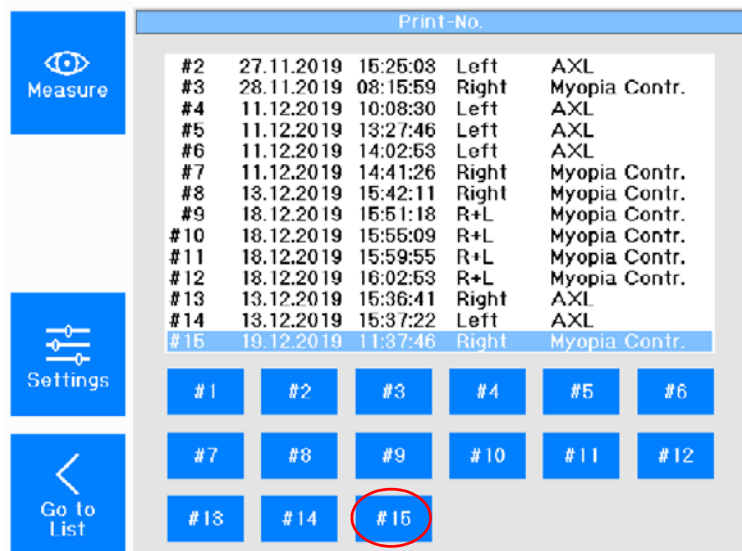 Print-No.
Measure
#2 27.11.2019 15:25:03 Left AXL
#3 28.11.2019 08:15:59 Right Myopia Contr.
#4 11.12.2019 10:08:30 Left AXL
#5 11.12.2019 13:27:46 Left AXL
#6 11.12.2019 14:02:53 Left AXL
#7 11.12.2019 14:41:26 Right Myopia Contr.
#8 13.12.2019 15:42:11 Right Myopia Contr.
#9 18.12.2019 15:51:18 R+L Myopia Contr.
#10 18.12.2019 15:55:09 R+L Myopia Contr.
#11 18.12.2019 15:59:55 R+L Myopia Contr.
#12 18.12.2019 16:02:53 R+L Myopia Contr.
#13 13.12.2019 15:36:41 Right AXL
#14 13.12.2019 15:37:22 Left AXL
#15 19.12.2019 11:37:46 Right Myopia Contr.
Settings
#1 #2 #3 #4 #5 #6
#7 #8 #9 #10 #11 #12
#13 #14 #15
Go to
List